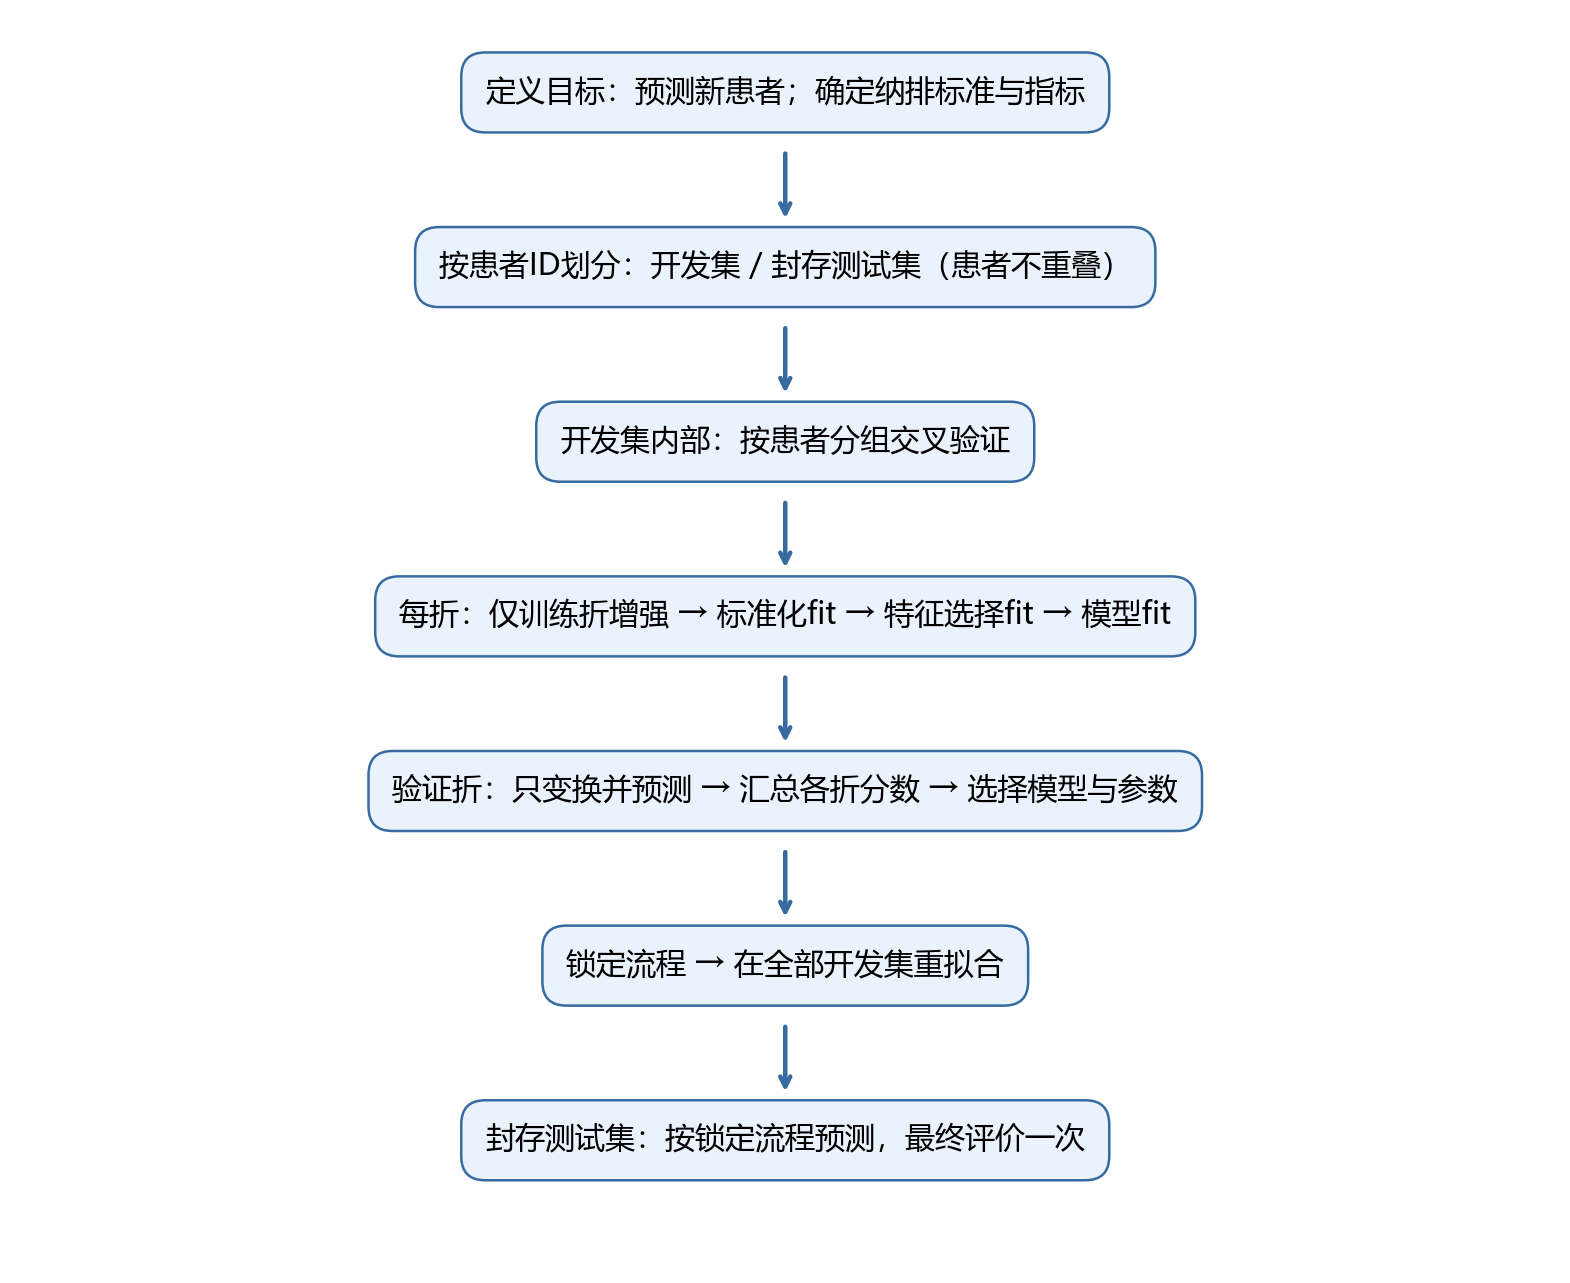 定义目标：预测新患者；确定纳排标准与指标
按患者ID划分：开发集 / 封存测试集（患者不重叠）
开发集内部：按患者分组交叉验证
每折：仅训练折增强 → 标准化fit → 特征选择fit → 模型fit
验证折：只变换并预测 → 汇总各折分数 → 选择模型与参数
锁定流程 → 在全部开发集重拟合
封存测试集：按锁定流程预测，最终评价一次